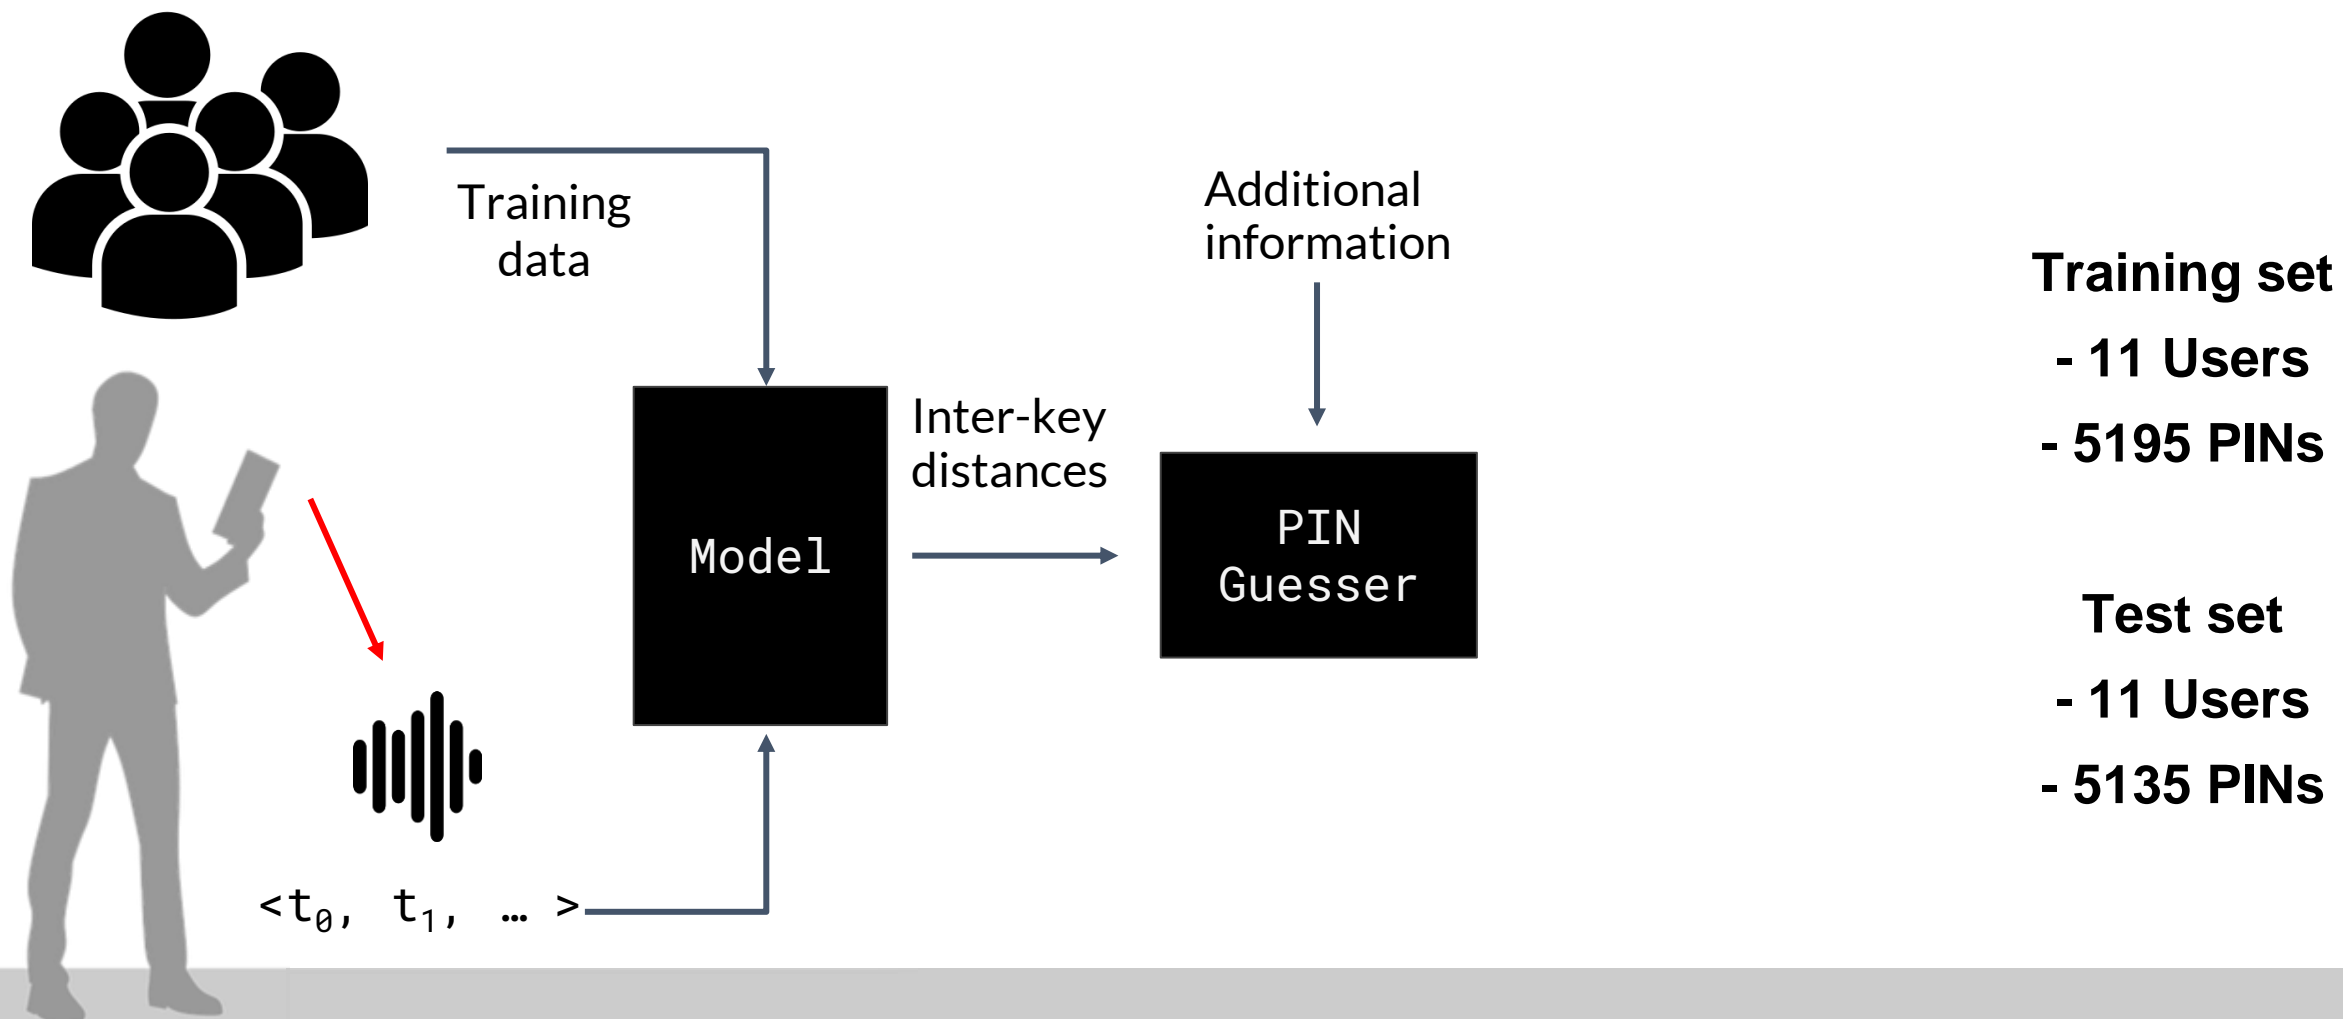 Training
data
Additional
information
Inter-key
distances
Model
PIN
Guesser
<t₀, t₁, … >
Training set
- 11 Users
- 5195 PINs
Test set
- 11 Users
- 5135 PINs